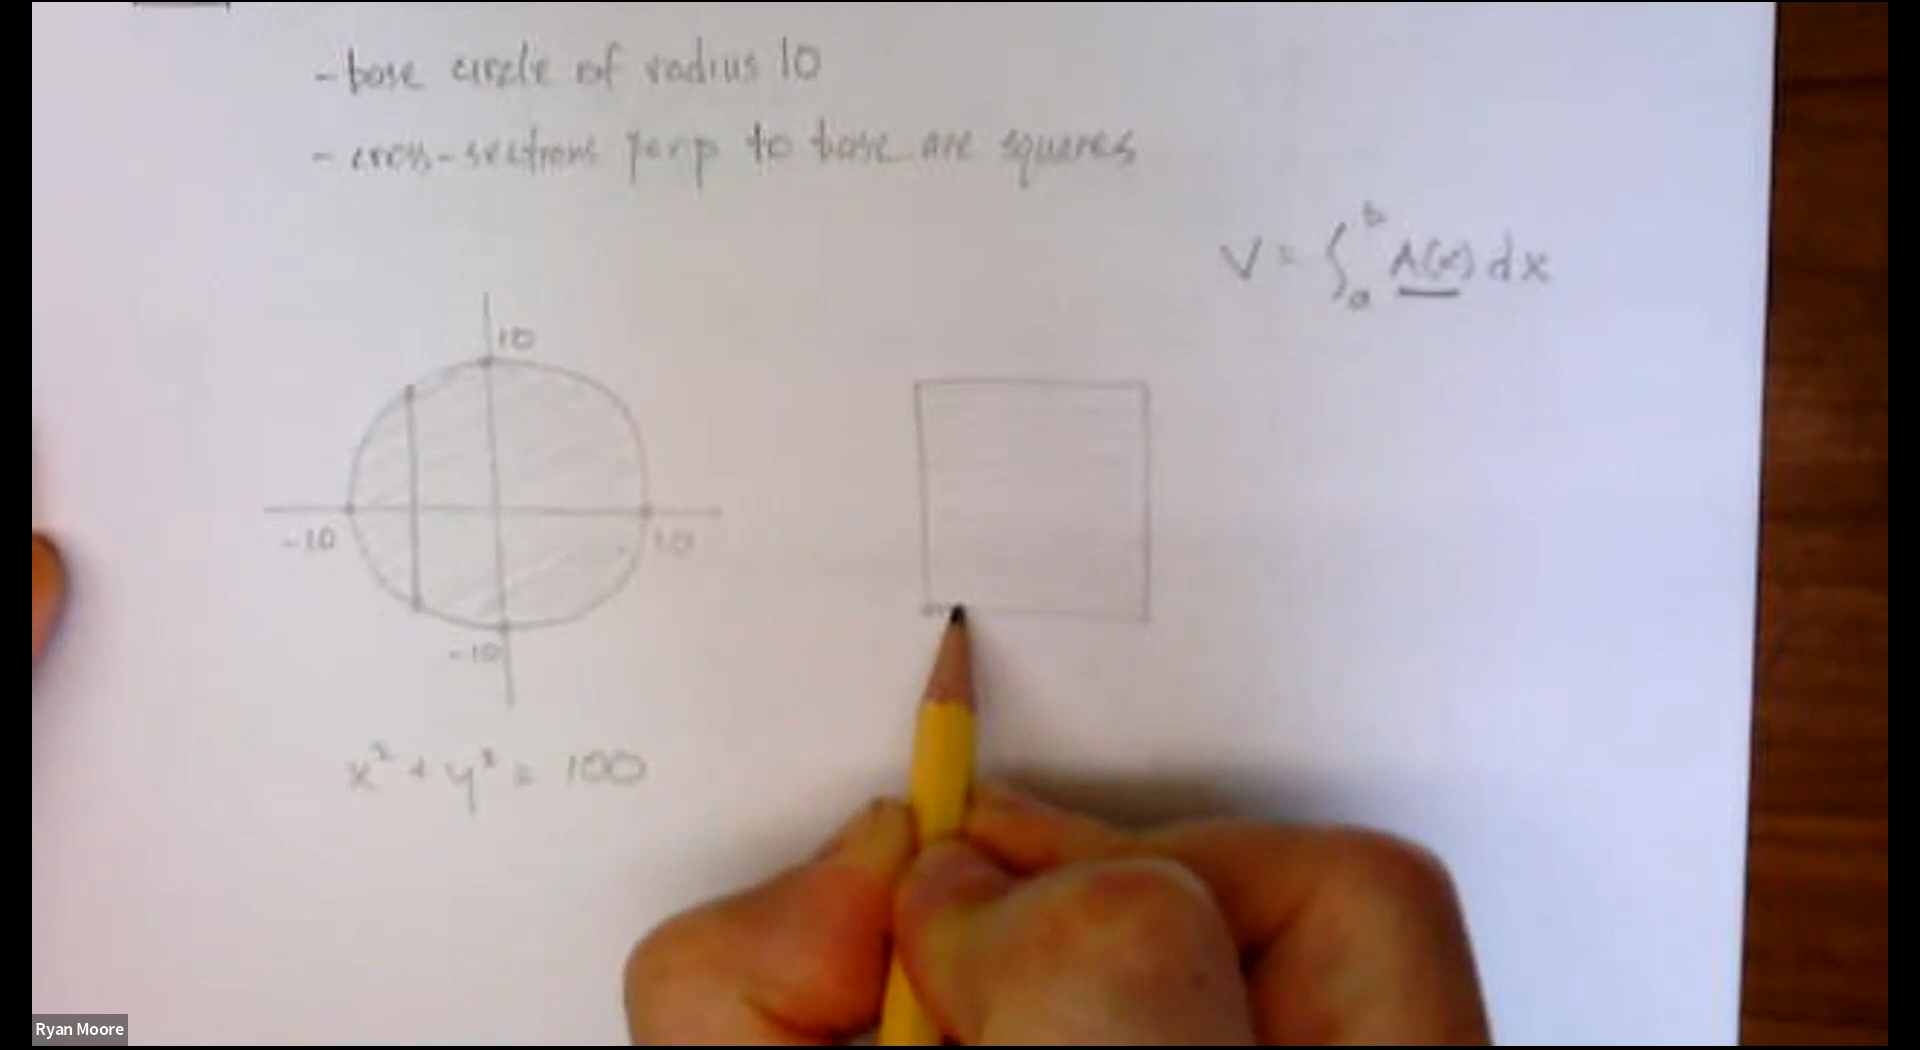 - base circle of radius 10
- cross-sections perp to base are squares
V = ∫_a^b A(x) dx
10
-10
10
-10
x² + y² = 100
Ryan Moore